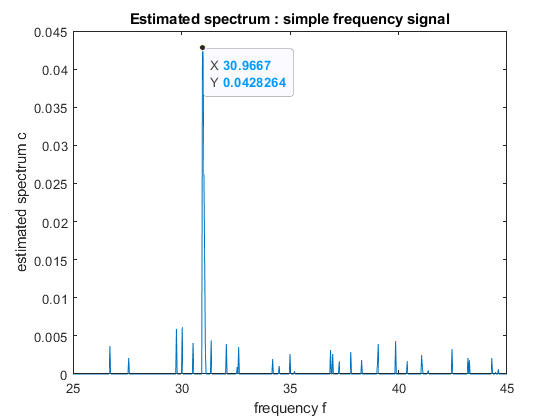 Estimated spectrum : simple frequency signal
0.045
0.04
0.035
0.03
0.025
0.02
0.015
0.01
0.005
0
estimated spectrum c
X 30.9667
Y 0.0428264
25 30 35 40 45
frequency f